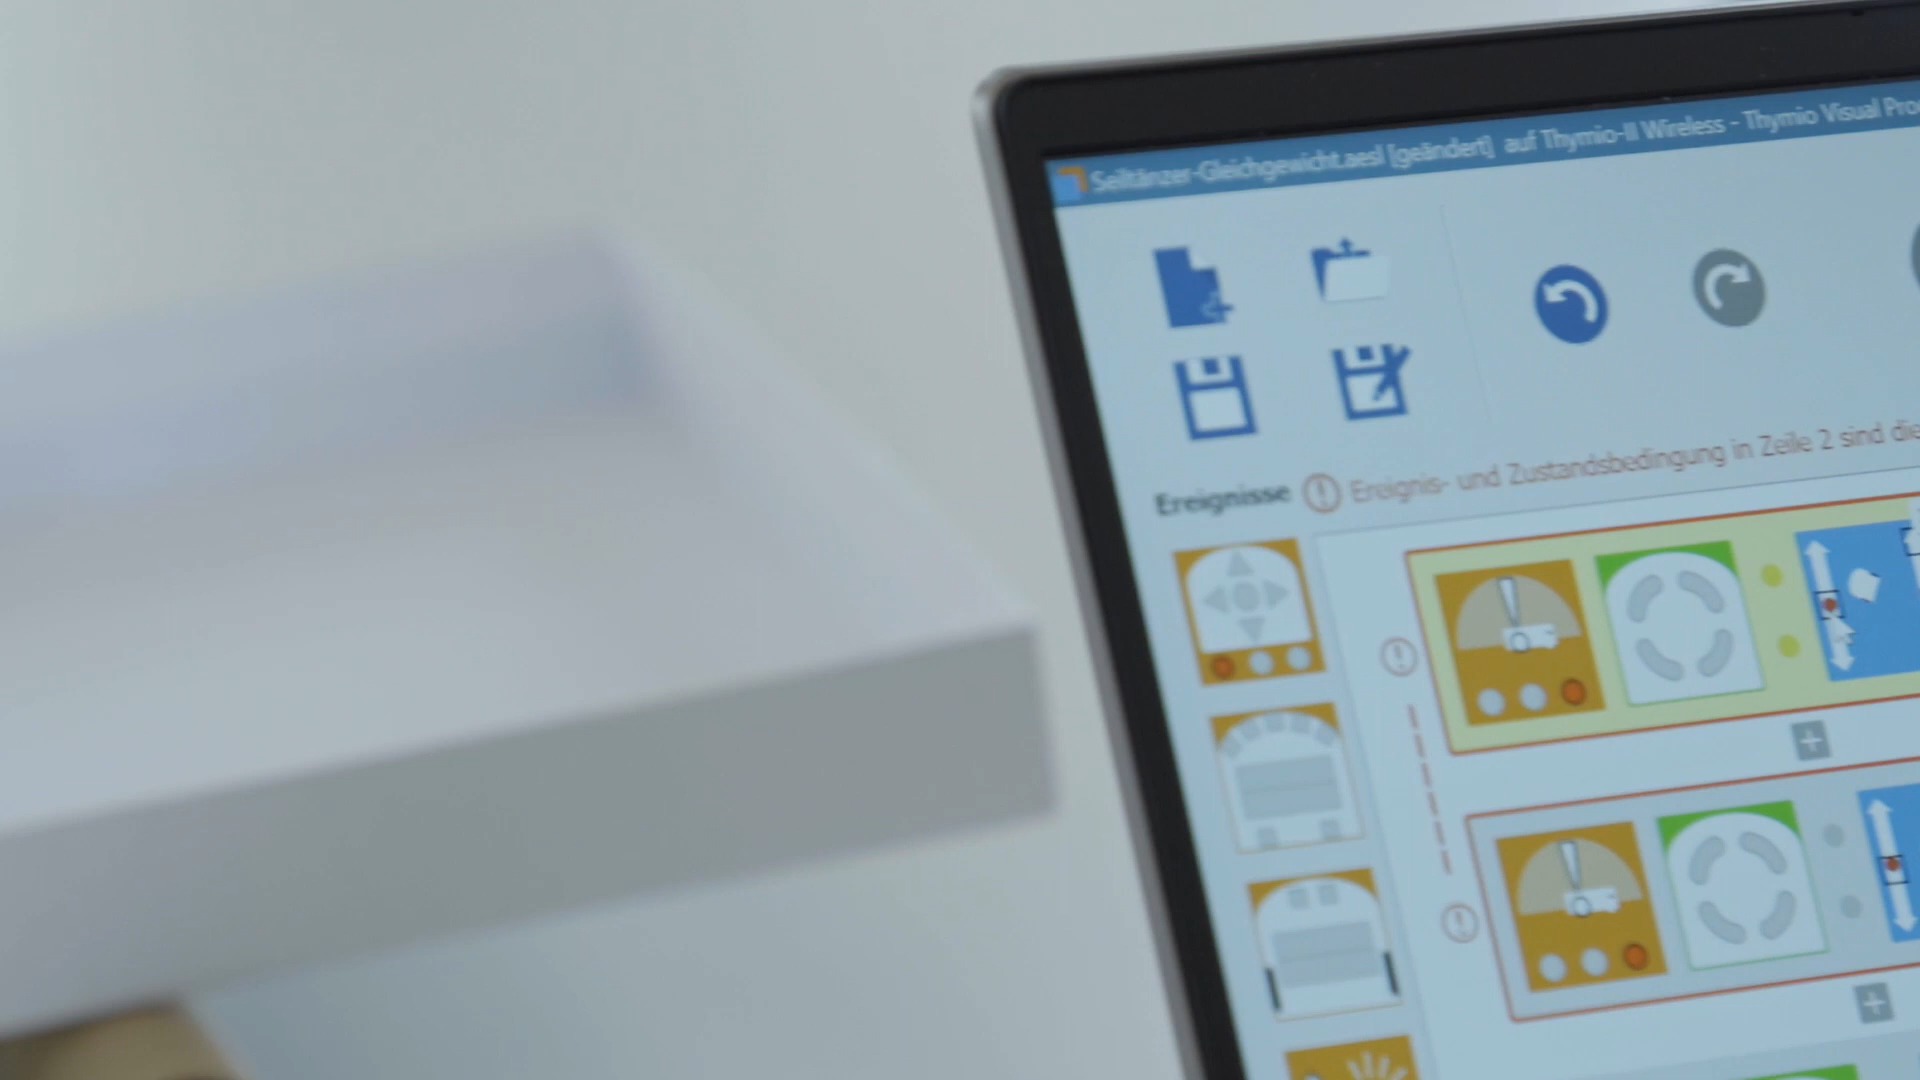 Seiltänzer-Gleichgewicht.aesl [geändert] auf Thymio-II Wireless - Thymio Visual Pro
Ereignisse
Ereignis- und Zustandsbedingung in Zeile 2 sind die